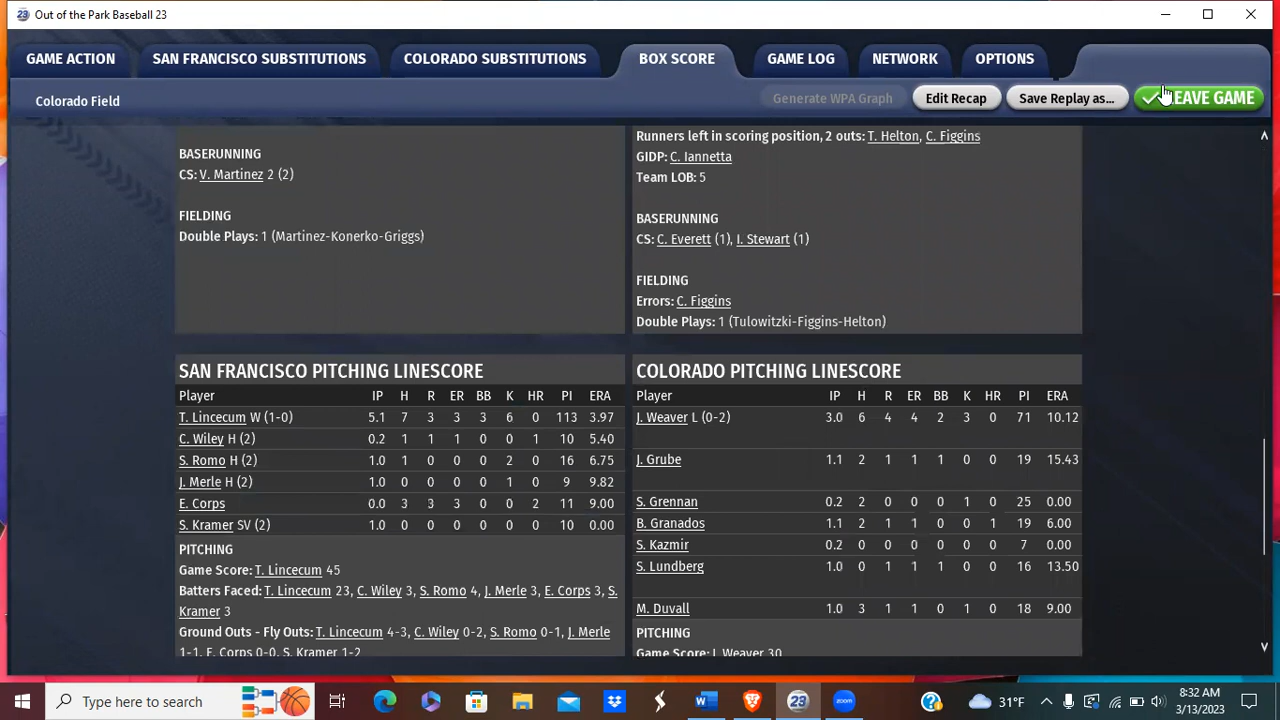 Out of the Park Baseball 23
GAME ACTION SAN FRANCISCO SUBSTITUTIONS COLORADO SUBSTITUTIONS BOX SCORE GAME LOG NETWORK OPTIONS
Colorado Field Generate WPA Graph Edit Recap Save Replay as... GAME
BASERUNNING
CS: V. Martinez 2 (2)
FIELDING
Double Plays: 1 (Martinez-Konerko-Griggs)
Runners left in scoring position, 2 outs: T. Helton, C. Figgins
GIDP: C. Iannetta
Team LOB: 5
BASERUNNING
CS: C. Everett (1), I. Stewart (1)
FIELDING
Errors: C. Figgins
Double Plays: 1 (Tulowitzki-Figgins-Helton)
SAN FRANCISCO PITCHING LINESCORE
Player IP H R ER BB K HR PI ERA
T. Lincecum W (1-0) 5.1 7 3 3 3 6 0 113 3.97
C. Wiley H (2) 0.2 1 1 1 0 0 1 10 5.40
S. Romo H (2) 1.0 1 0 0 0 2 0 16 6.75
J. Merle H (2) 1.0 0 0 0 0 1 0 9 9.82
E. Corps 0.0 3 3 3 0 0 2 11 9.00
S. Kramer SV (2) 1.0 0 0 0 0 0 0 10 0.00
PITCHING
Game Score: T. Lincecum 45
Batters Faced: T. Lincecum 23, C. Wiley 3, S. Romo 4, J. Merle 3, E. Corps 3, S.
Kramer 3
Ground Outs - Fly Outs: T. Lincecum 4-3, C. Wiley 0-2, S. Romo 0-1, J. Merle
1-1, E. Corps 0-0, S. Kramer 1-2
COLORADO PITCHING LINESCORE
Player IP H R ER BB K HR PI ERA
J. Weaver L (0-2) 3.0 6 4 4 2 3 0 71 10.12
J. Grube 1.1 2 1 1 1 0 0 19 15.43
S. Grennan 0.2 2 0 0 0 1 0 25 0.00
B. Granados 1.1 2 1 1 0 0 1 19 6.00
S. Kazmir 0.2 0 0 0 0 0 0 7 0.00
S. Lundberg 1.0 0 1 1 1 0 0 16 13.50
M. Duvall 1.0 3 1 1 0 1 0 18 9.00
PITCHING
Game Score: J. Weaver 30
Type here to search 31°F 8:32 AM
3/13/2023